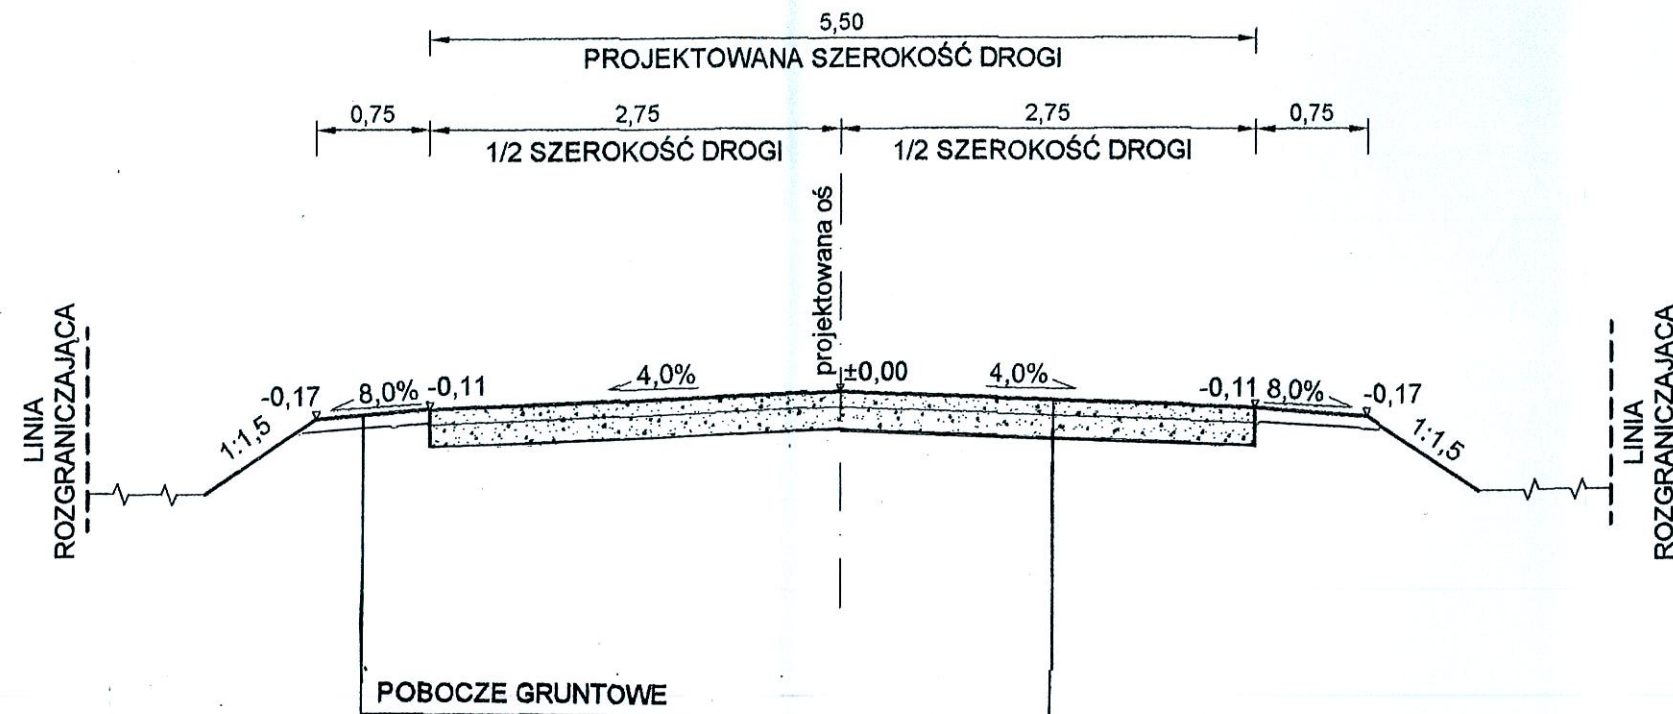 5,50
PROJEKTOWANA SZEROKOŚĆ DROGI
0,75 2,75 2,75 0,75
1/2 SZEROKOŚĆ DROGI 1/2 SZEROKOŚĆ DROGI
projektowana oś
LINIA
ROZGRANICZAJĄCA
-0,17 8,0% -0,11 4,0% ±0,00 4,0% -0,11 8,0% -0,17
1:1,5 1:1,5
LINIA
ROZGRANICZAJĄCA
POBOCZE GRUNTOWE